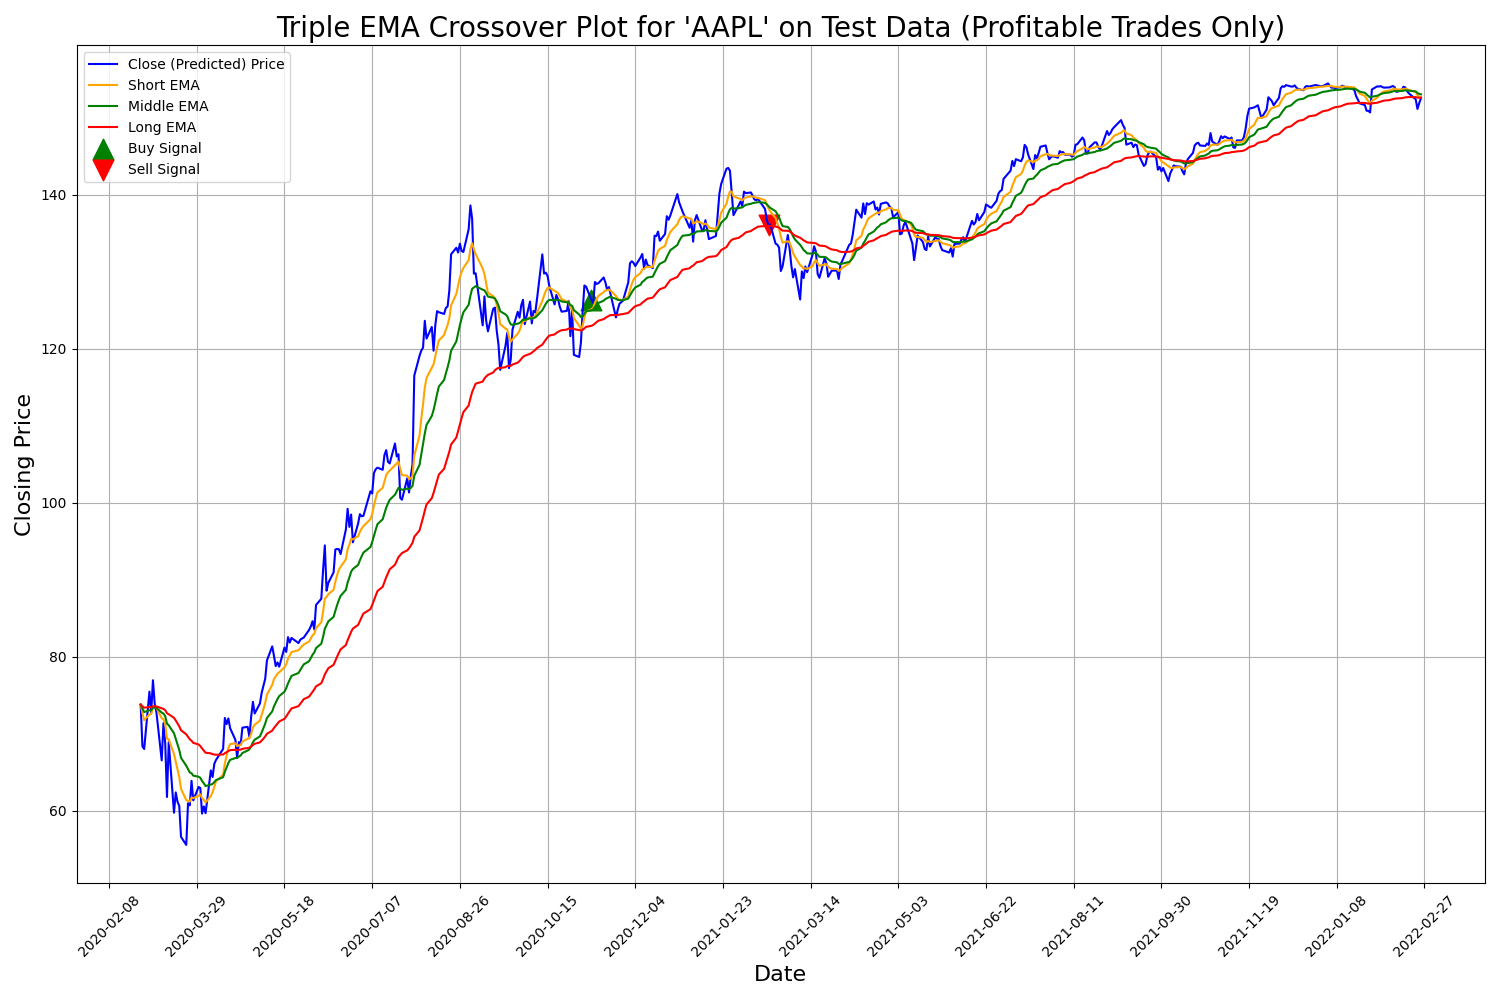 Triple EMA Crossover Plot for 'AAPL' on Test Data (Profitable Trades Only)
Close (Predicted) Price
Short EMA
Middle EMA
Long EMA
Buy Signal
Sell Signal
Closing Price
140
120
100
80
60
2020-02-08
2020-03-29
2020-05-18
2020-07-07
2020-08-26
2020-10-15
2020-12-04
2021-01-23
2021-03-14
2021-05-03
2021-06-22
2021-08-11
2021-09-30
2021-11-19
2022-01-08
2022-02-27
Date